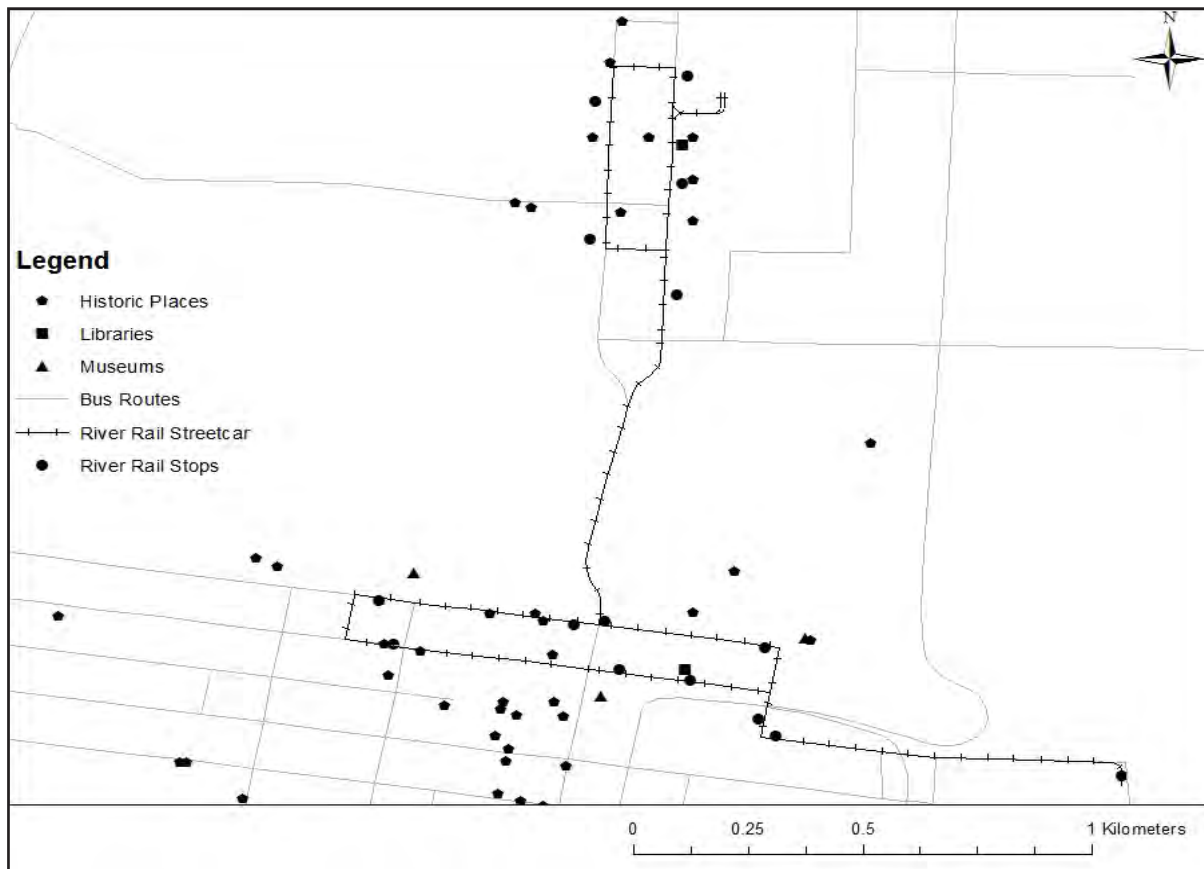 N
Legend
Historic Places
Libraries
Museums
Bus Routes
River Rail Streetcar
River Rail Stops
0 0.25 0.5 1 Kilometers